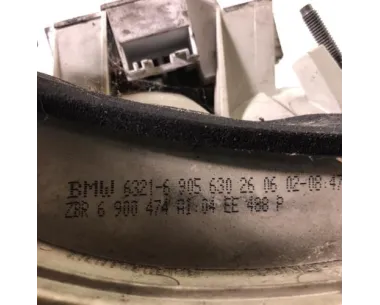 BMW 6321-6 905 630 26 06 02-08:47
ZBR 6 900 474 A1 04 EE 488 P